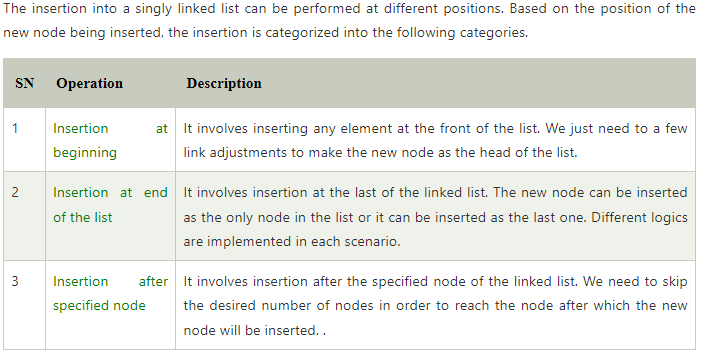 The insertion into a singly linked list can be performed at different positions. Based on the position of the
new node being inserted, the insertion is categorized into the following categories.
SN Operation Description
1 Insertion at beginning It involves inserting any element at the front of the list. We just need to a few
link adjustments to make the new node as the head of the list.
2 Insertion at end of the list It involves insertion at the last of the linked list. The new node can be inserted
as the only node in the list or it can be inserted as the last one. Different logics
are implemented in each scenario.
3 Insertion after specified node It involves insertion after the specified node of the linked list. We need to skip
the desired number of nodes in order to reach the node after which the new
node will be inserted. .